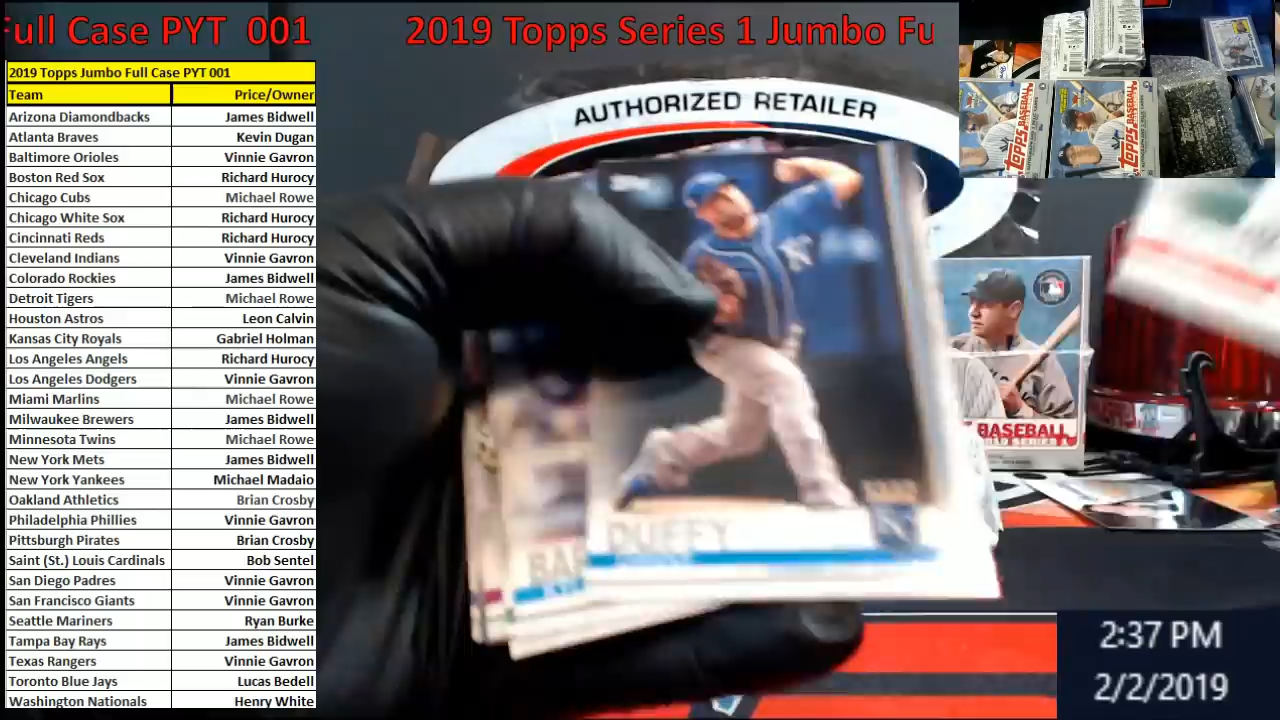 Full Case PYT 001
2019 Topps Series 1 Jumbo Fu
2019 Topps Jumbo Full Case PYT 001
Team Price/Owner
Arizona Diamondbacks James Bidwell
Atlanta Braves Kevin Dugan
Baltimore Orioles Vinnie Gavron
Boston Red Sox Richard Hurocy
Chicago Cubs Michael Rowe
Chicago White Sox Richard Hurocy
Cincinnati Reds Richard Hurocy
Cleveland Indians Vinnie Gavron
Colorado Rockies James Bidwell
Detroit Tigers Michael Rowe
Houston Astros Leon Calvin
Kansas City Royals Gabriel Holman
Los Angeles Angels Richard Hurocy
Los Angeles Dodgers Vinnie Gavron
Miami Marlins Michael Rowe
Milwaukee Brewers James Bidwell
Minnesota Twins Michael Rowe
New York Mets James Bidwell
New York Yankees Michael Madaio
Oakland Athletics Brian Crosby
Philadelphia Phillies Vinnie Gavron
Pittsburgh Pirates Brian Crosby
Saint (St.) Louis Cardinals Bob Sentel
San Diego Padres Vinnie Gavron
San Francisco Giants Vinnie Gavron
Seattle Mariners Ryan Burke
Tampa Bay Rays James Bidwell
Texas Rangers Vinnie Gavron
Toronto Blue Jays Lucas Bedell
Washington Nationals Henry White
AUTHORIZED RETAILER
DUFFY
BAR
BASEBALL
Topps BASEBALL
Topps BASEBALL
2:37 PM
2/2/2019